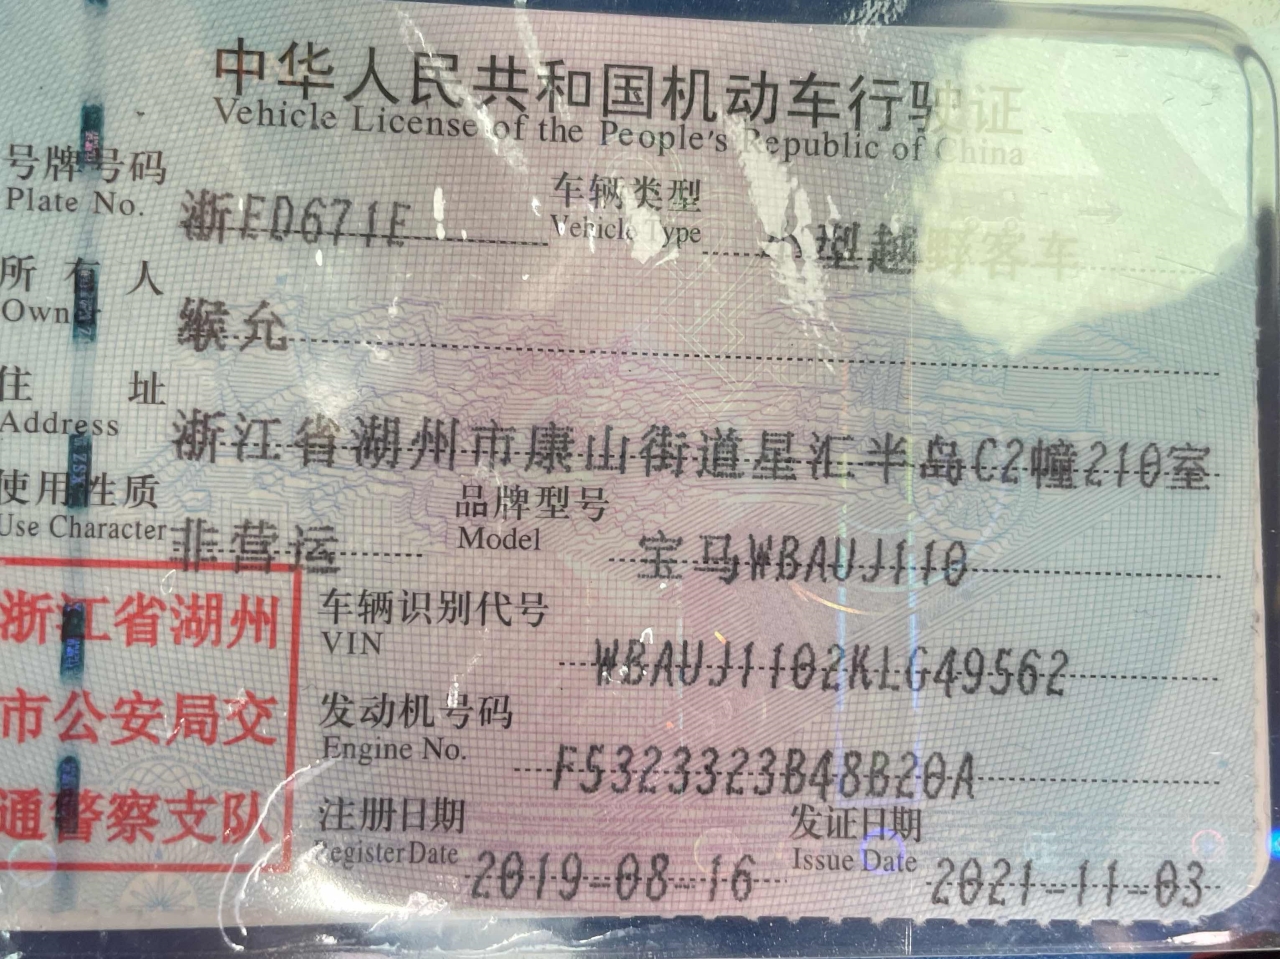 中华人民共和国机动车行驶证
Vehicle License of the People's Republic of China
号牌号码
Plate No.
浙ED671E
车辆类型
Vehicle Type
小型越野客车
所有人
Owner
缑允
住址
Address
浙江省湖州市康山街道星汇半岛C2幢210室
使用性质
Use Character
非营运
品牌型号
Model
宝马WBAUJ110
浙江省湖州
市公安局交
通警察支队
车辆识别代号
VIN
WBAUJ1102KLG49562
发动机号码
Engine No.
F5323323B48B20A
注册日期
Register Date
2019-08-16
发证日期
Issue Date
2021-11-03